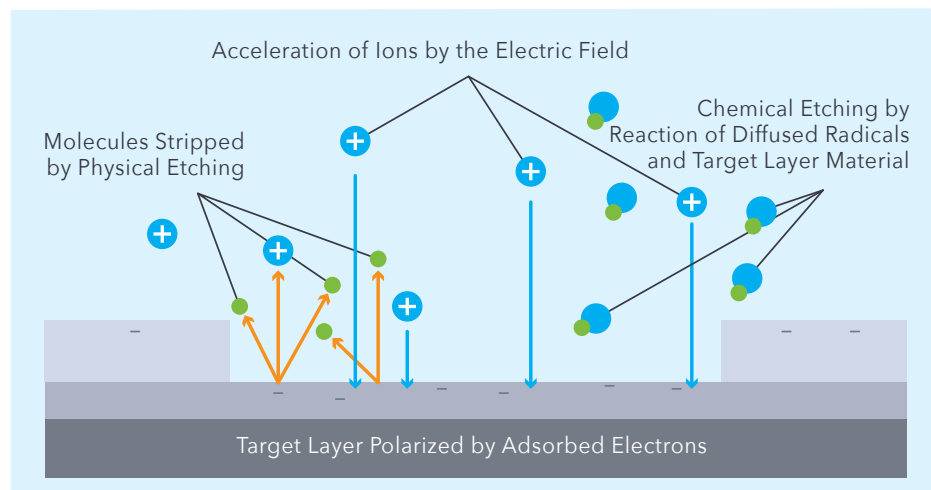 Acceleration of Ions by the Electric Field
Molecules Stripped
by Physical Etching
Chemical Etching by
Reaction of Diffused Radicals
and Target Layer Material
Target Layer Polarized by Adsorbed Electrons